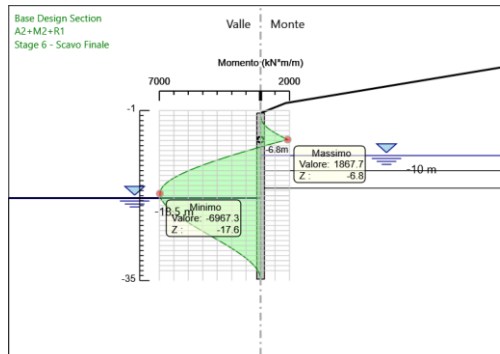 Base Design Section
A2+M2+R1
Stage 6 - Scavo Finale
Valle
Monte
Momento (kN*m/m)
7000
2000
-1
-6.8m
Massimo
Valore: 1867.7
Z : -6.8
-10 m
-18.5 m
Minimo
Valore: -6967.3
Z : -17.6
-35